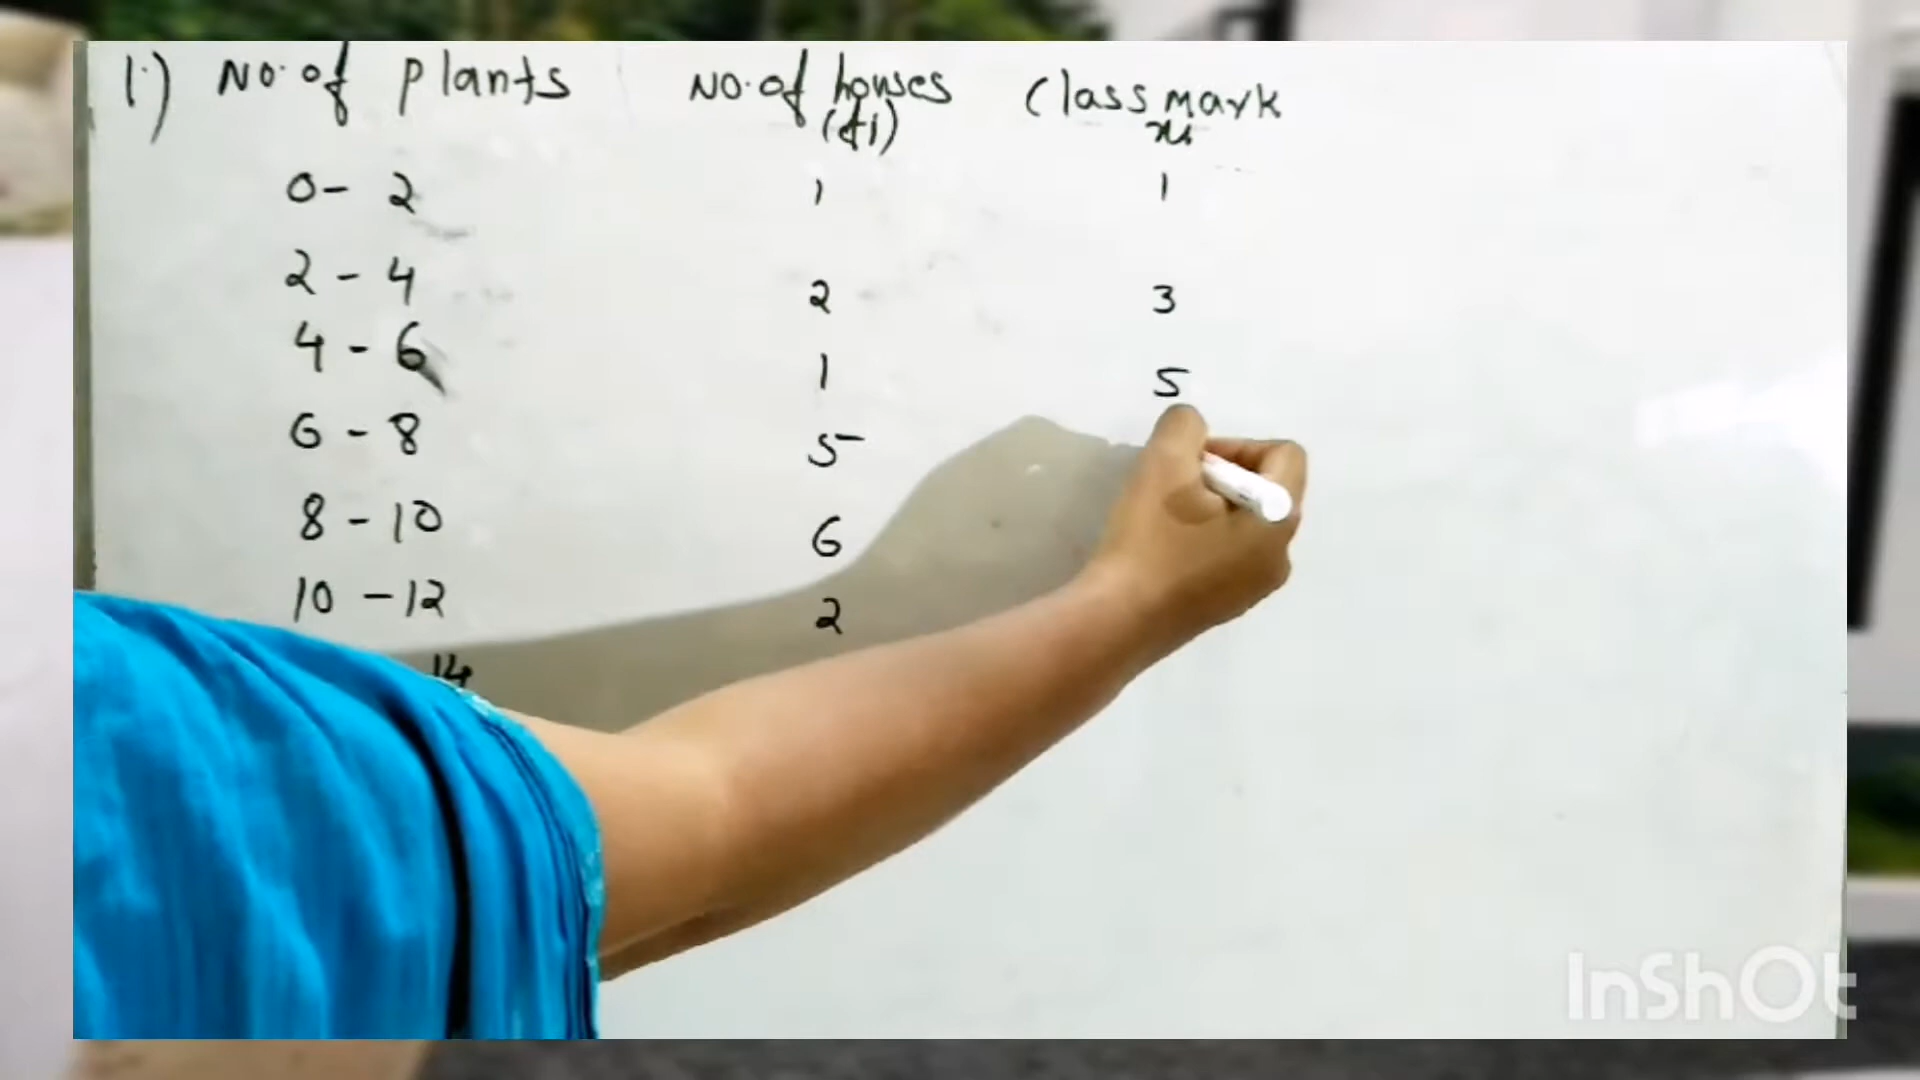 1.) No. of plants No. of houses Class mark
(fi) xi
0 - 2 1 1
2 - 4 2 3
4 - 6 1 5
6 - 8 5
8 - 10 6
10 - 12 2
14
InShOt